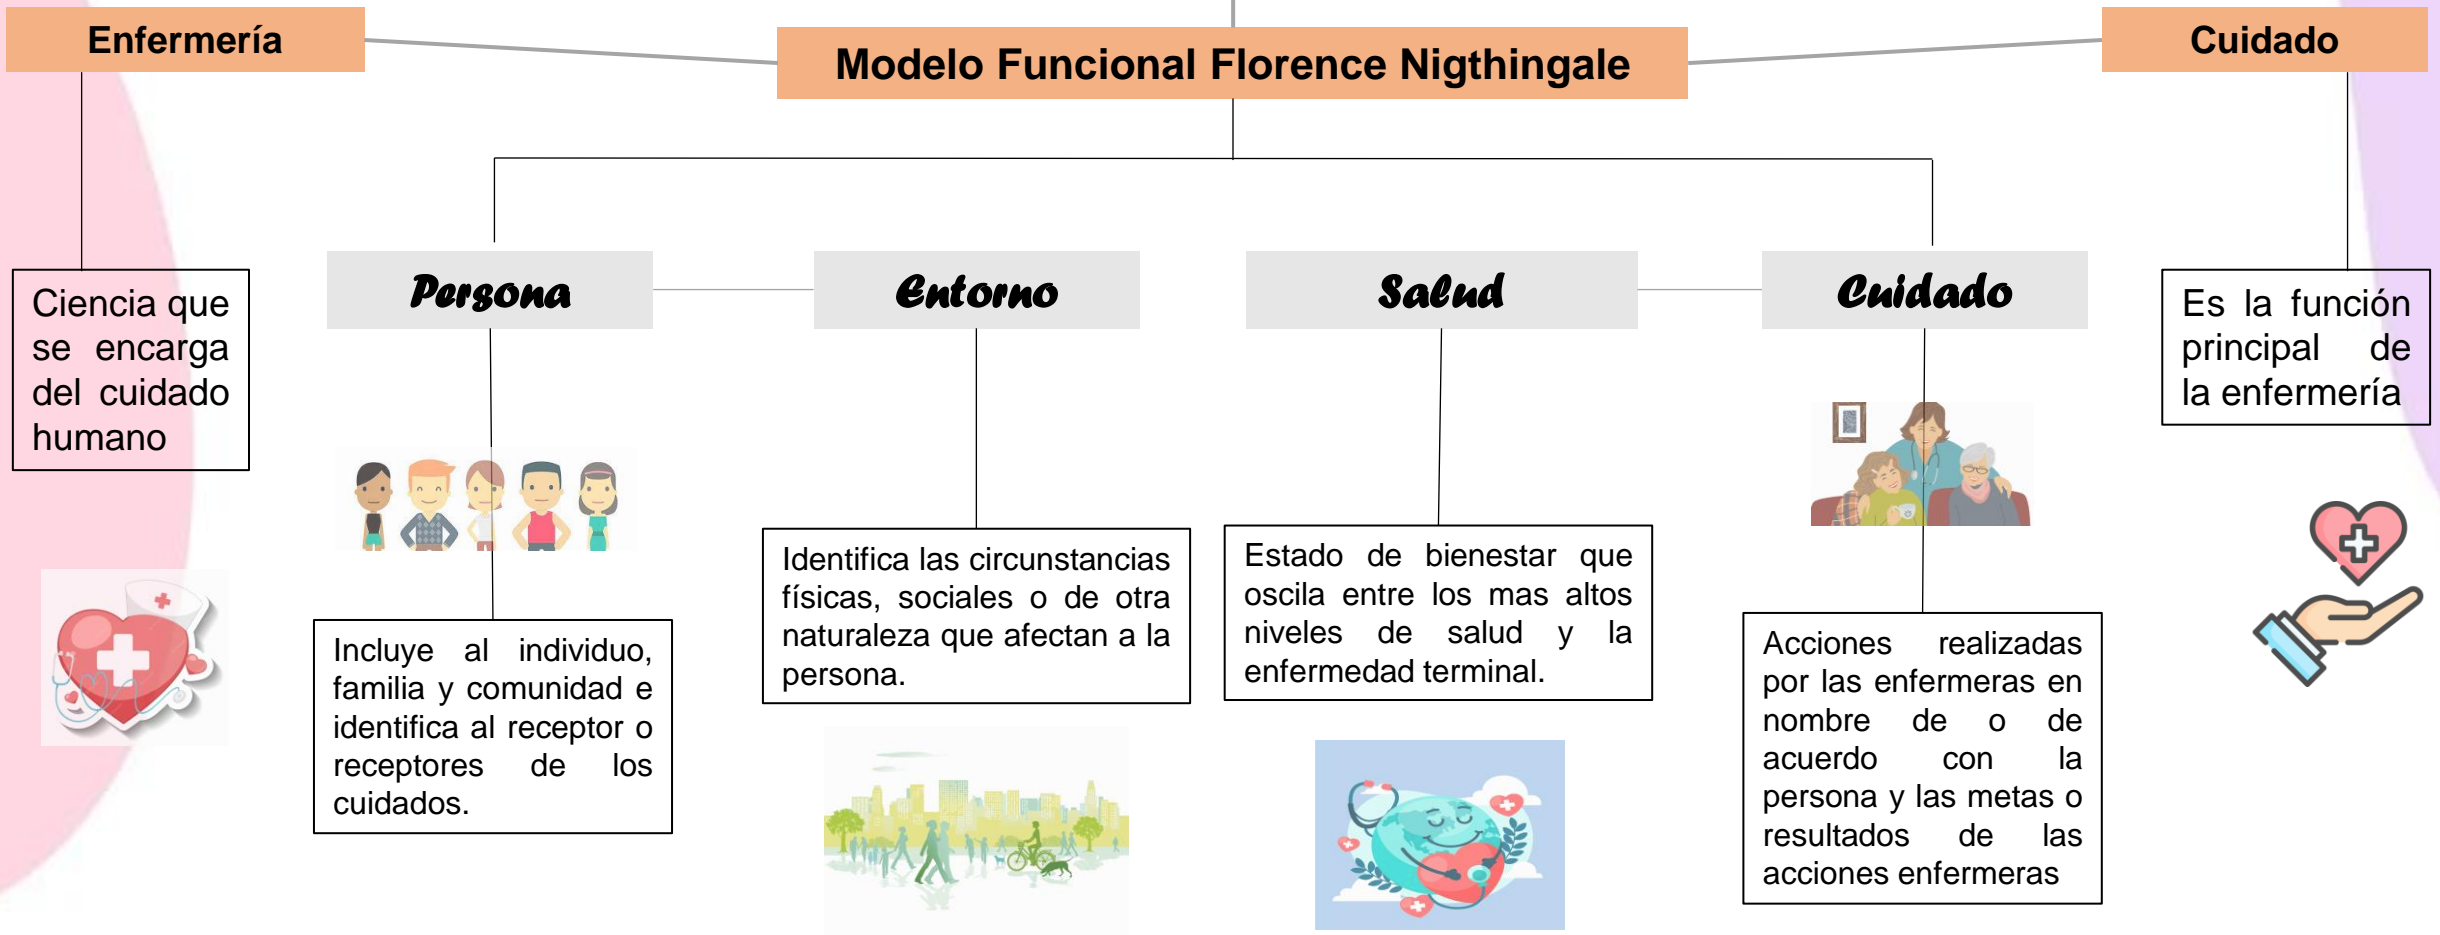 Enfermería
Modelo Funcional Florence Nigthingale
Cuidado
Ciencia que
se encarga
del cuidado
humano
Persona
Entorno
Salud
Cuidado
Es la función
principal de
la enfermería
Incluye al individuo,
familia y comunidad e
identifica al receptor o
receptores de los
cuidados.
Identifica las circunstancias
físicas, sociales o de otra
naturaleza que afectan a la
persona.
Estado de bienestar que
oscila entre los mas altos
niveles de salud y la
enfermedad terminal.
Acciones realizadas
por las enfermeras en
nombre de o de
acuerdo con la
persona y las metas o
resultados de las
acciones enfermeras